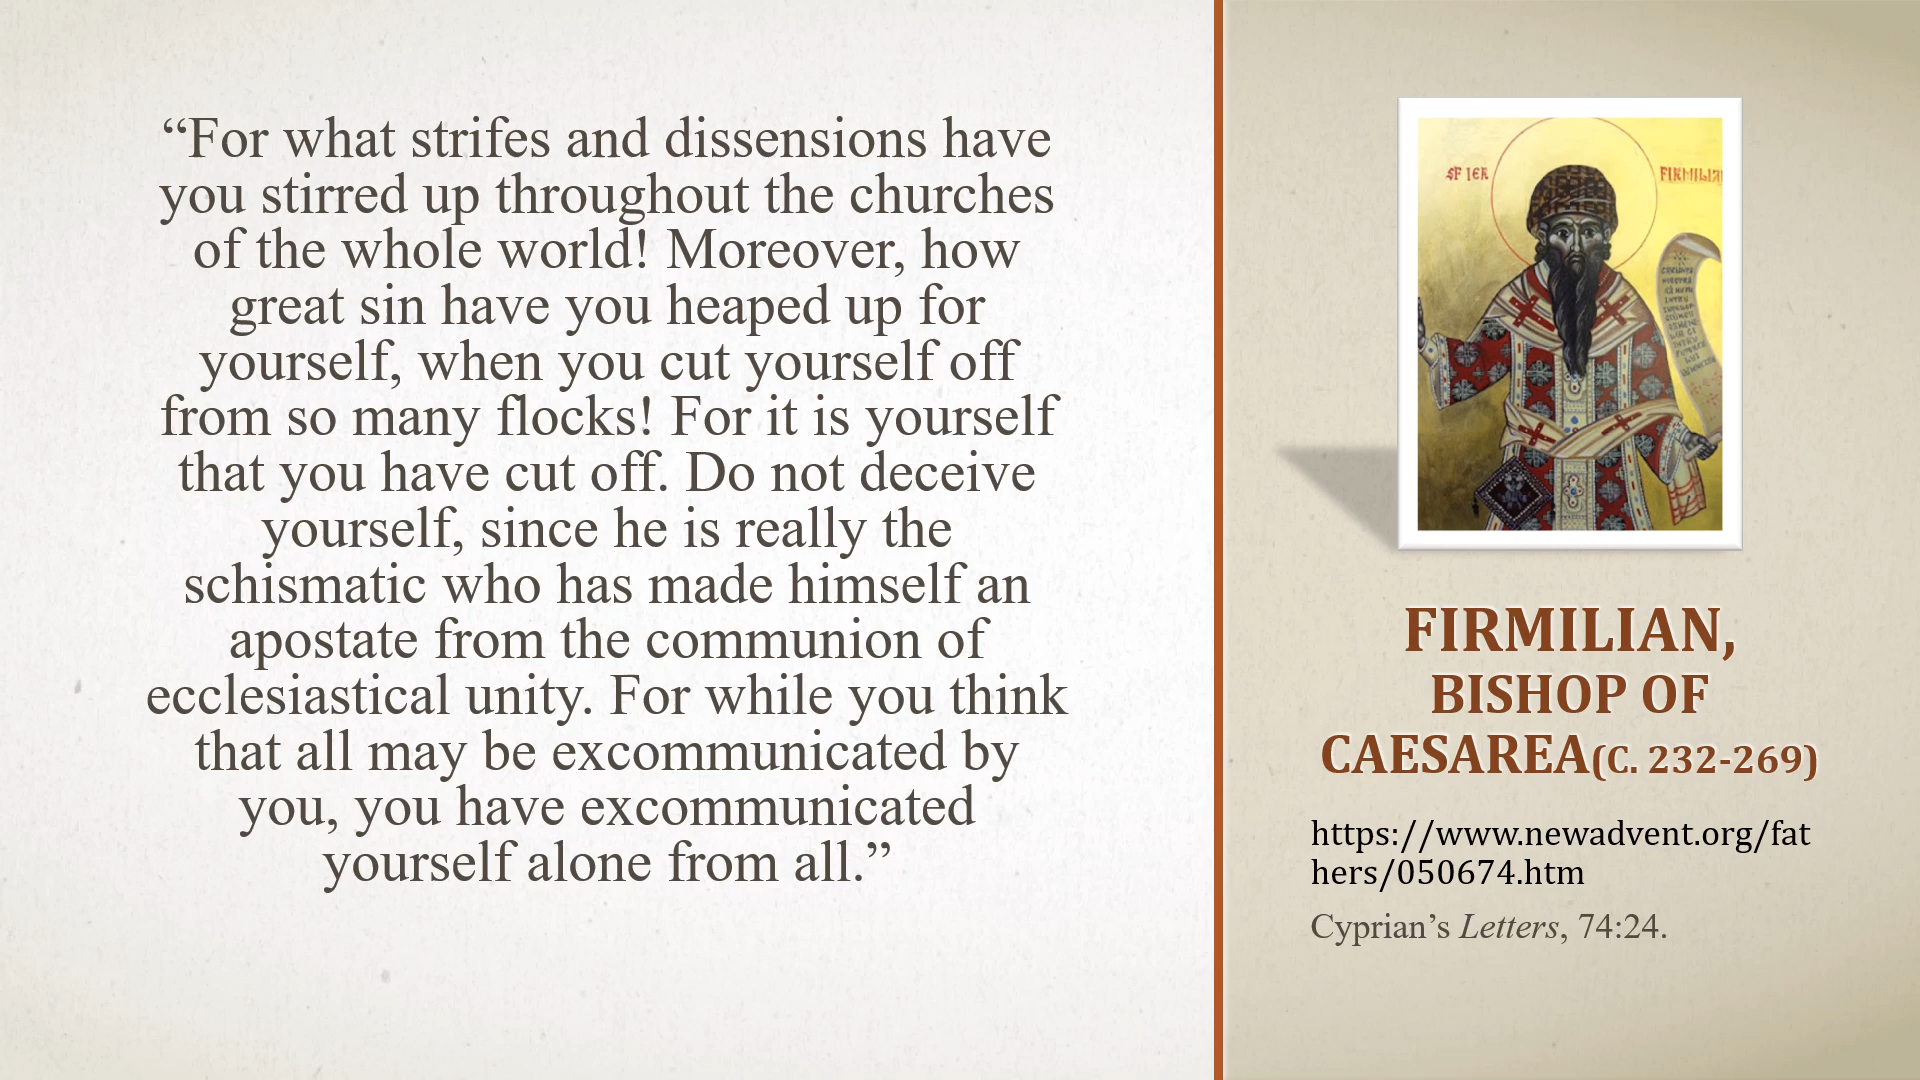 “For what strifes and dissensions have
you stirred up throughout the churches
of the whole world! Moreover, how
great sin have you heaped up for
yourself, when you cut yourself off
from so many flocks! For it is yourself
that you have cut off. Do not deceive
yourself, since he is really the
schismatic who has made himself an
apostate from the communion of
ecclesiastical unity. For while you think
that all may be excommunicated by
you, you have excommunicated
yourself alone from all.”
SF IER
FIRMILIA
FIRMILIAN,
BISHOP OF
CAESAREA(C. 232-269)
https://www.newadvent.org/fat
hers/050674.htm
Cyprian’s Letters, 74:24.